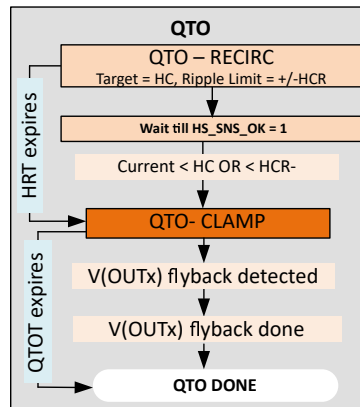 QTO
QTO – RECIRC
Target = HC, Ripple Limit = +/-HCR
Wait till HS_SNS_OK = 1
HRT expires
Current < HC OR < HCR-
QTO- CLAMP
QTOT expires
V(OUTx) flyback detected
V(OUTx) flyback done
QTO DONE